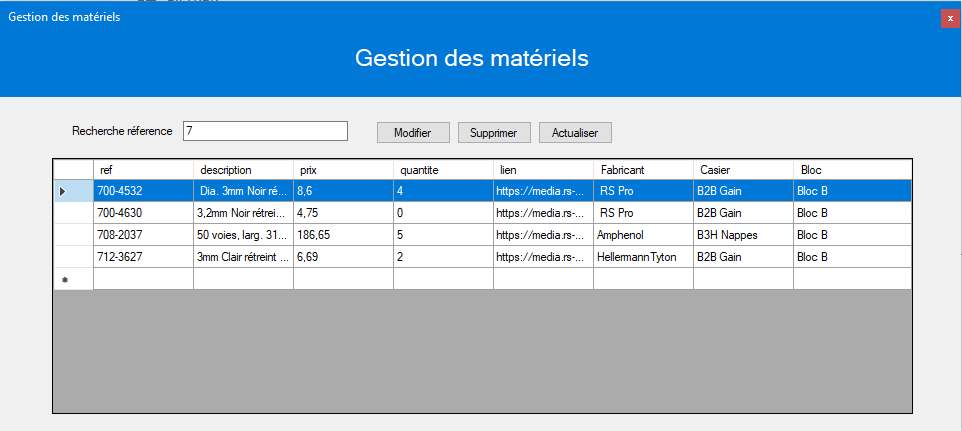 Gestion des matériels
x
Gestion des matériels
Recherche réference 7 Modifier Supprimer Actualiser
ref description prix quantite lien Fabricant Casier Bloc
700-4532 Dia. 3mm Noir ré... 8,6 4 https://media.rs-... RS Pro B2B Gain Bloc B
700-4630 3,2mm Noir rétrei... 4,75 0 https://media.rs-... RS Pro B2B Gain Bloc B
708-2037 50 voies, larg. 31... 186,65 5 https://media.rs-... Amphenol B3H Nappes Bloc B
712-3627 3mm Clair rétreint ... 6,69 2 https://media.rs-... HellermannTyton B2B Gain Bloc B